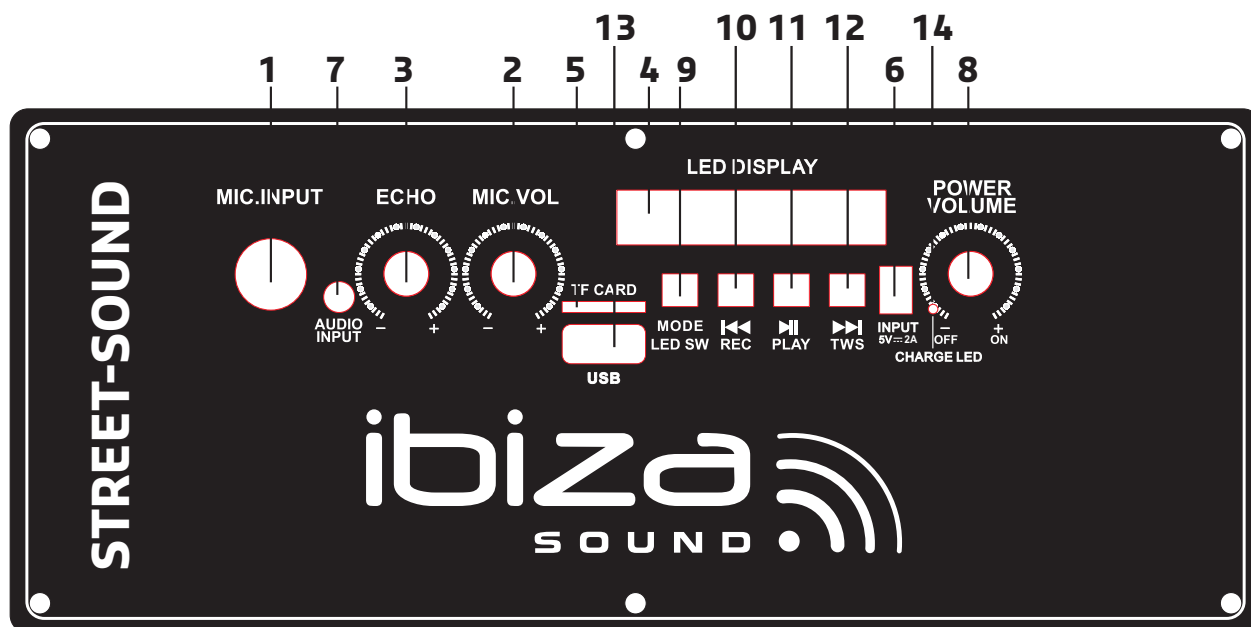 13 10 11 12 14
1 7 3 2 5 4 9 6 8
LED DISPLAY
MIC.INPUT ECHO MIC.VOL
POWER
VOLUME
TF CARD
AUDIO
INPUT
− + − +
MODE ⏮ ⏯ ⏭ INPUT − +
LED SW REC PLAY TWS 5V⎓2A OFF ON
CHARGE LED
USB
STREET-SOUND
ibiza
SOUND